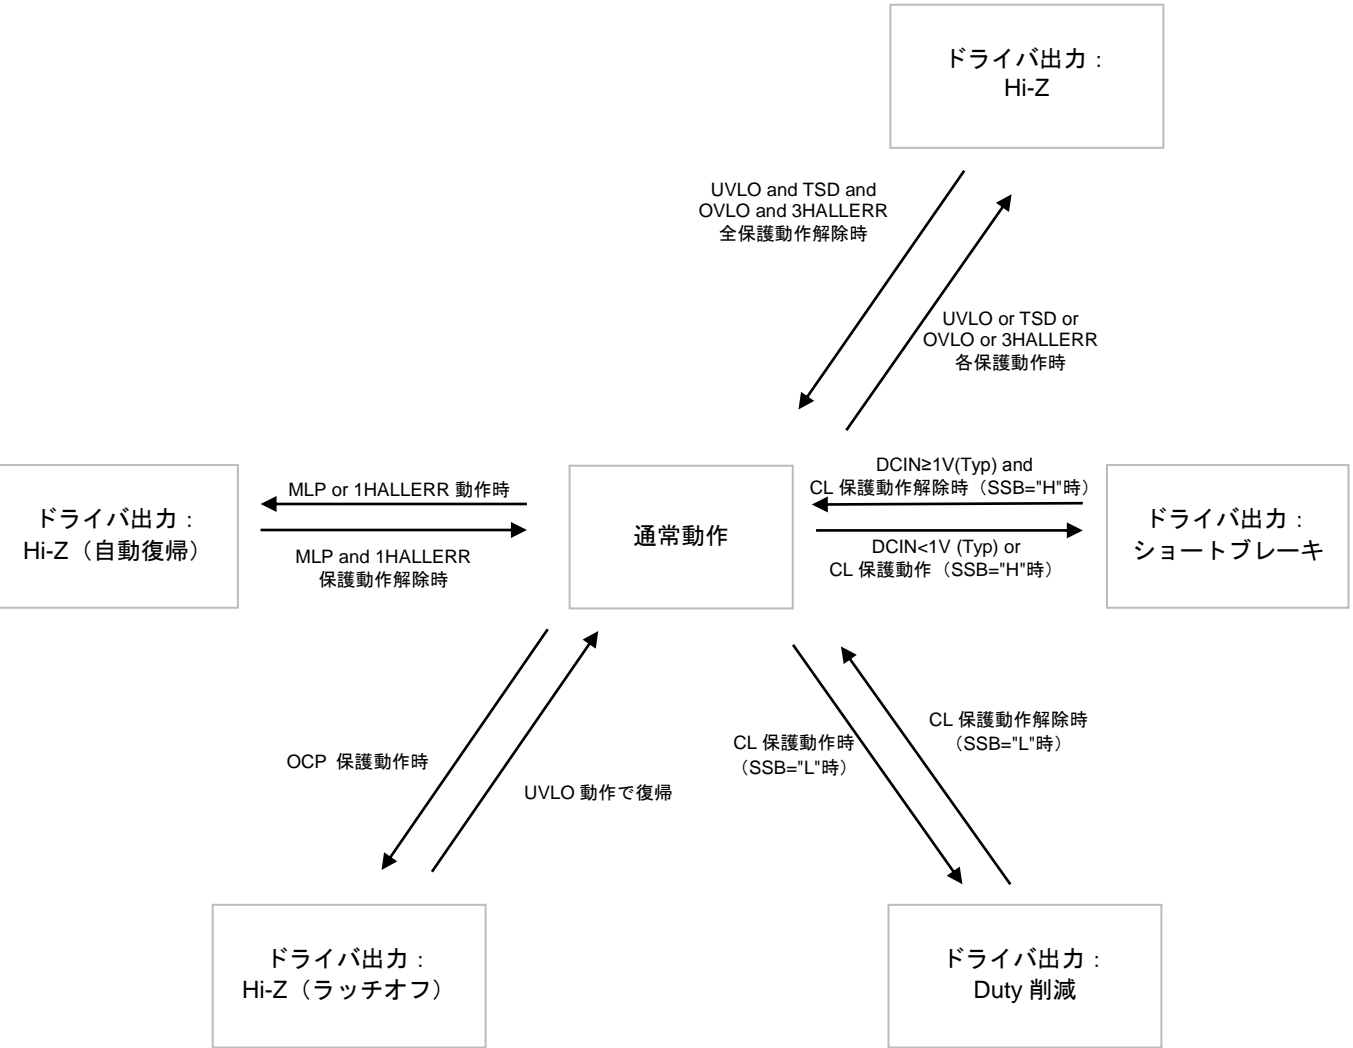 ドライバ出力：
Hi-Z
UVLO and TSD and
OVLO and 3HALLERR
全保護動作解除時
UVLO or TSD or
OVLO or 3HALLERR
各保護動作時
ドライバ出力：
Hi-Z（自動復帰）
MLP or 1HALLERR 動作時
MLP and 1HALLERR
保護動作解除時
通常動作
DCIN≥1V(Typ) and
CL 保護動作解除時（SSB="H"時）
DCIN<1V (Typ) or
CL 保護動作（SSB="H"時）
ドライバ出力：
ショートブレーキ
OCP 保護動作時
UVLO 動作で復帰
CL 保護動作時
（SSB="L"時）
CL 保護動作解除時
（SSB="L"時）
ドライバ出力：
Hi-Z（ラッチオフ）
ドライバ出力：
Duty 削減